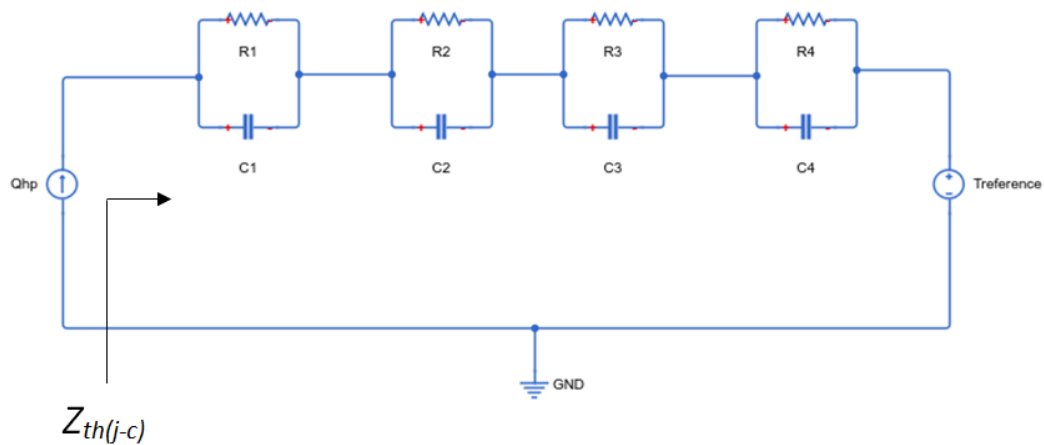 R1 R2 R3 R4
C1 C2 C3 C4
Qhp
Treference
GND
Zth(j-c)